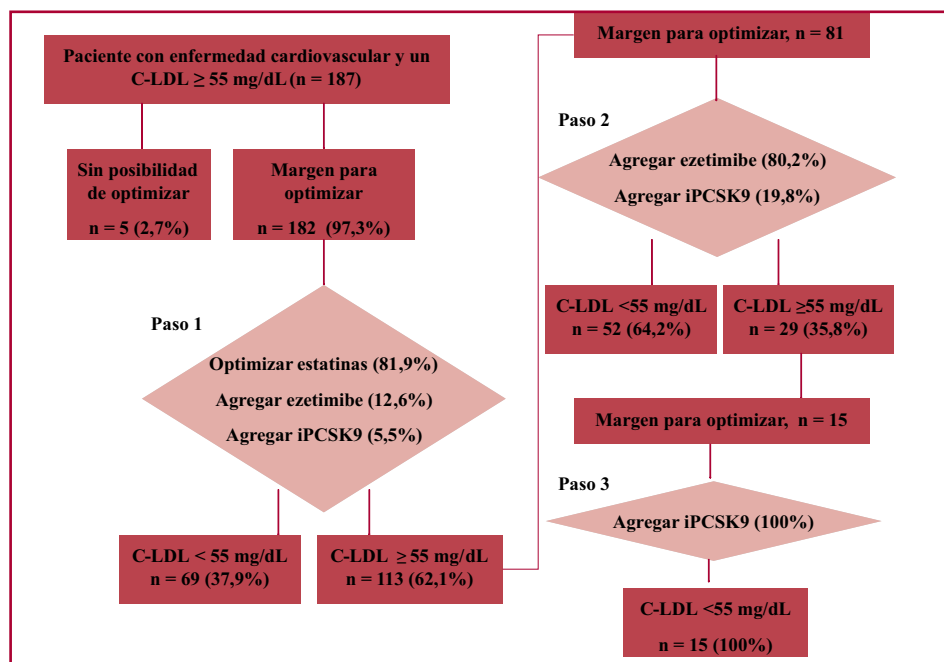 Paciente con enfermedad cardiovascular y un
C-LDL ≥ 55 mg/dL (n = 187)
Sin posibilidad
de optimizar
n = 5 (2,7%)
Margen para
optimizar
n = 182 (97,3%)
Paso 1
Optimizar estatinas (81,9%)
Agregar ezetimibe (12,6%)
Agregar iPCSK9 (5,5%)
C-LDL < 55 mg/dL
n = 69 (37,9%)
C-LDL ≥ 55 mg/dL
n = 113 (62,1%)
Margen para optimizar, n = 81
Paso 2
Agregar ezetimibe (80,2%)
Agregar iPCSK9 (19,8%)
C-LDL <55 mg/dL
n = 52 (64,2%)
C-LDL ≥55 mg/dL
n = 29 (35,8%)
Margen para optimizar, n = 15
Paso 3
Agregar iPCSK9 (100%)
C-LDL <55 mg/dL
n = 15 (100%)